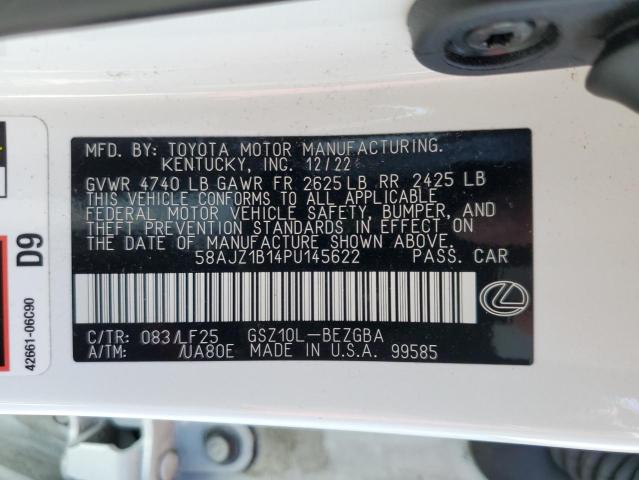 MFD. BY: TOYOTA MOTOR MANUFACTURING.
KENTUCKY, INC. 12/22
GVWR 4740 LB GAWR FR 2625 LB RR 2425 LB
THIS VEHICLE CONFORMS TO ALL APPLICABLE
FEDERAL MOTOR VEHICLE SAFETY, BUMPER, AND
THEFT PREVENTION STANDARDS IN EFFECT ON
THE DATE OF MANUFACTURE SHOWN ABOVE.
58AJZ1B14PU145622 PASS. CAR
C/TR: 083/LF25 GSZ10L-BEZGBA
A/TM: /UA80E MADE IN U.S.A. 99585
D9
42661-06C90